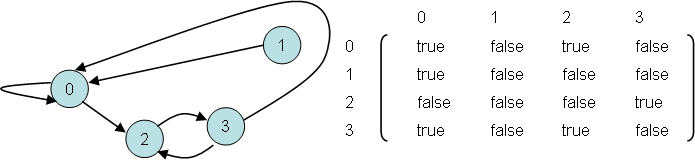 0 1 2 3
0 true false true false
1 true false false false
2 false false false true
3 true false true false
1
0
3
2